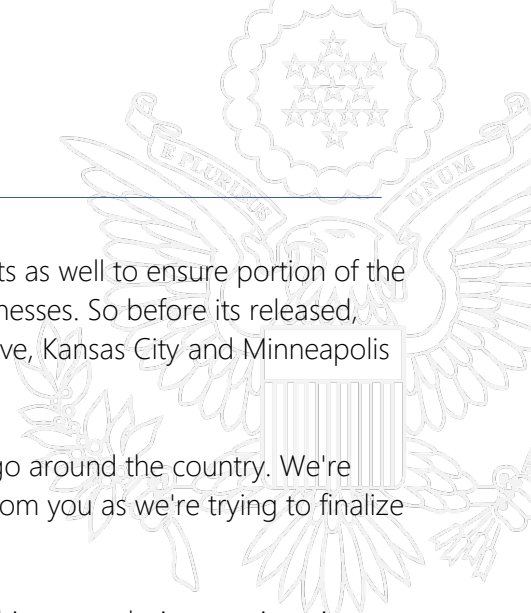 E PLURIBUS UNUM
ts as well to ensure portion of the
nesses. So before its released,
ve, Kansas City and Minneapolis
go around the country. We're
om you as we're trying to finalize